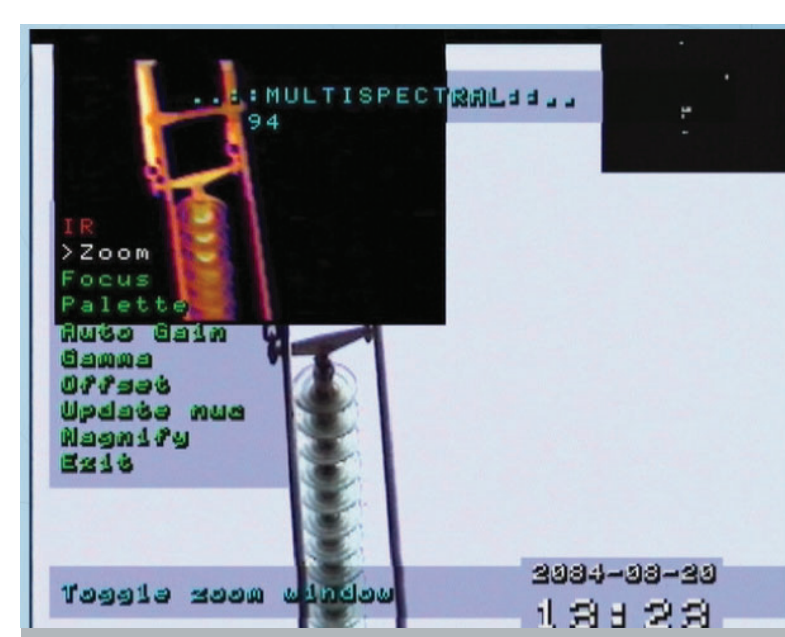 ..::MULTISPECTRAL::..
94
IR
>Zoom
Focus
Palette
Auto Gain
Gamma
Offset
Update nuc
Magnify
Exit
Toggle zoom window
2084-08-20
13:23